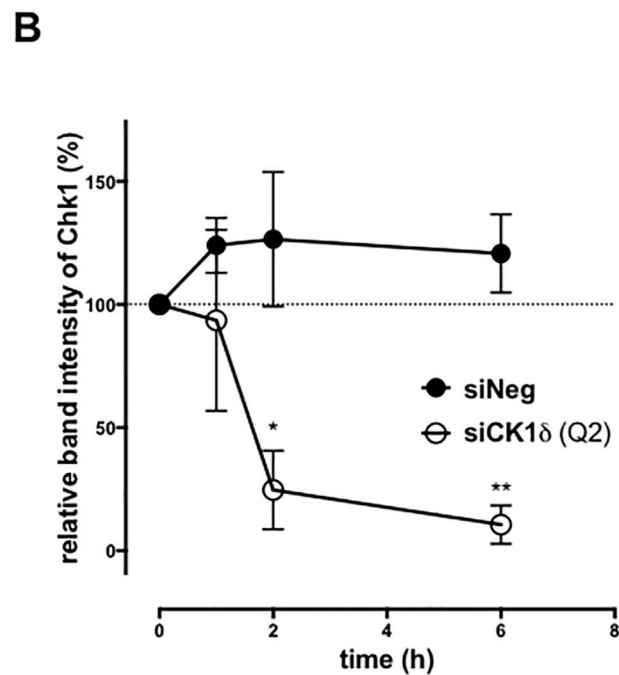 B
relative band intensity of Chk1 (%)
150
100
50
0
*
**
siNeg
siCK1δ (Q2)
0 2 4 6 8
time (h)